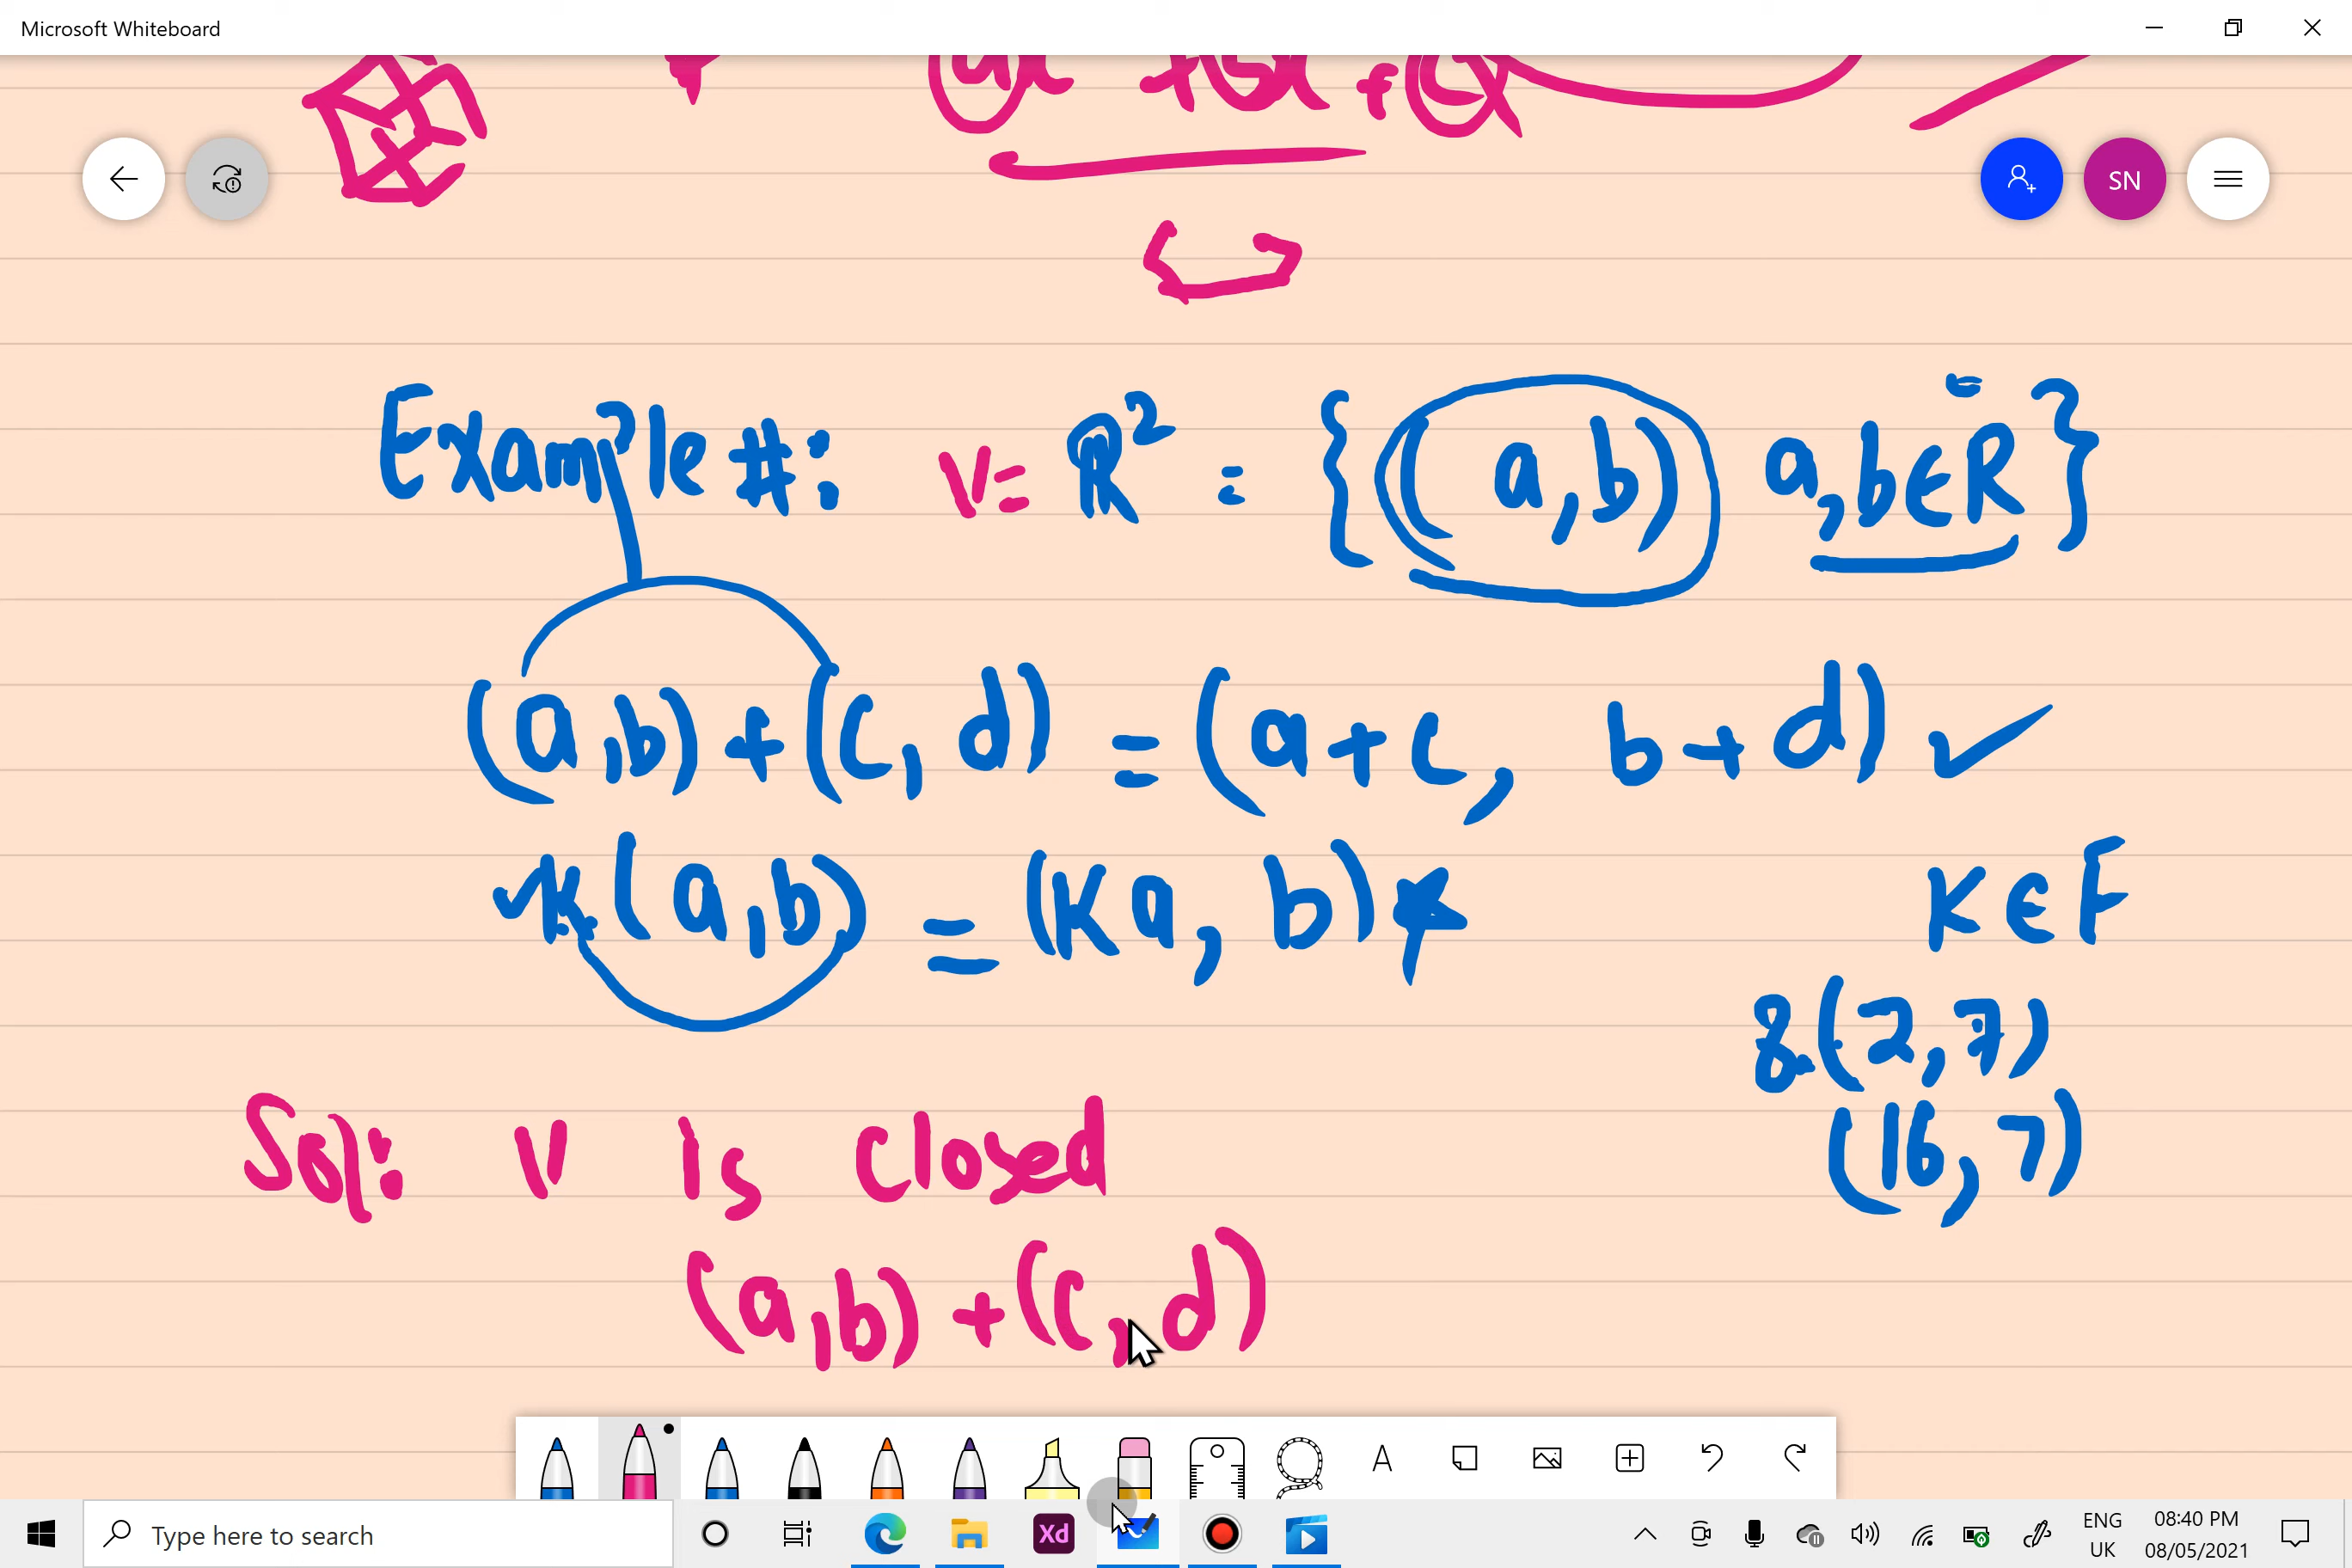 Microsoft Whiteboard
SN
Example #: V = R² = {(a,b) a,b∈R}
(a,b)+(c,d) = (a+c, b+d) ✓
k(a,b) = (ka, b)
k∈F
8.(2,7)
(16,7)
Sol: V is closed
(a,b)+(c,d)
A
Type here to search
Xd
ENG
UK
08:40 PM
08/05/2021